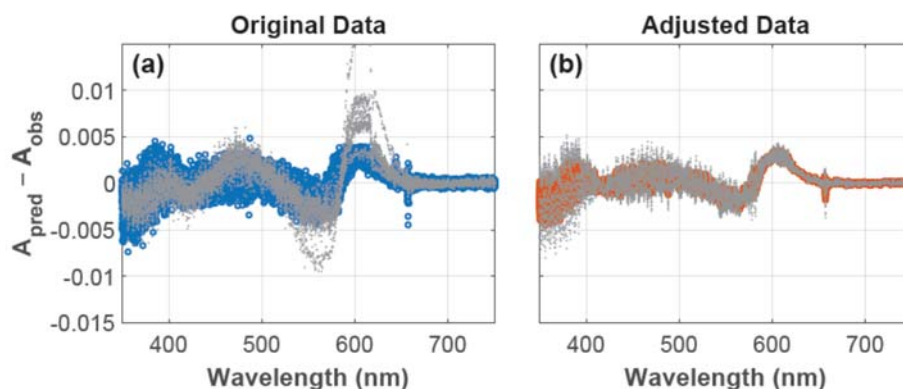 Original Data
Adjusted Data
(a)
(b)
0.01
0.005
0
-0.005
-0.01
-0.015
A_pred − A_obs
400 500 600 700
400 500 600 700
Wavelength (nm)
Wavelength (nm)